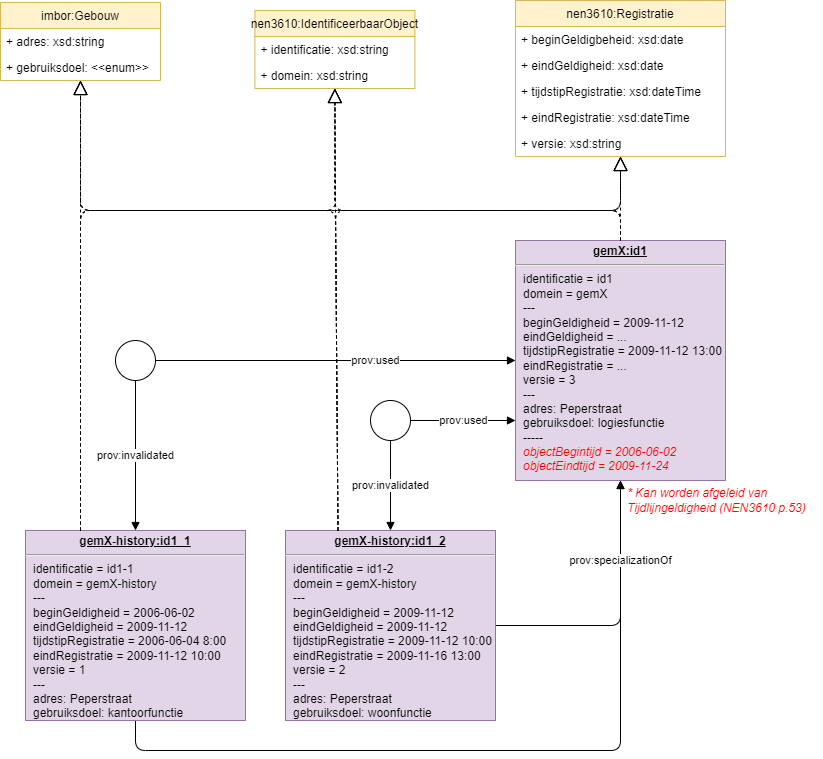 imbor:Gebouw
+ adres: xsd:string
+ gebruiksdoel: <<enum>>
nen3610:IdentificeerbaarObject
+ identificatie: xsd:string
+ domein: xsd:string
nen3610:Registratie
+ beginGeldigbeheid: xsd:date
+ eindGeldigheid: xsd:date
+ tijdstipRegistratie: xsd:dateTime
+ eindRegistratie: xsd:dateTime
+ versie: xsd:string
gemX:id1
identificatie = id1
domein = gemX
---
beginGeldigheid = 2009-11-12
eindGeldigheid = ...
tijdstipRegistratie = 2009-11-12 13:00
eindRegistratie = ...
versie = 3
---
adres: Peperstraat
gebruiksdoel: logiesfunctie
-----
objectBegintijd = 2006-06-02
objectEindtijd = 2009-11-24
* Kan worden afgeleid van
Tijdlijngeldigheid (NEN3610 p.53)
prov:used
prov:used
prov:invalidated
prov:invalidated
prov:specializationOf
gemX-history:id1_1
identificatie = id1-1
domein = gemX-history
---
beginGeldigheid = 2006-06-02
eindGeldigheid = 2009-11-12
tijdstipRegistratie = 2006-06-04 8:00
eindRegistratie = 2009-11-12 10:00
versie = 1
---
adres: Peperstraat
gebruiksdoel: kantoorfunctie
gemX-history:id1_2
identificatie = id1-2
domein = gemX-history
---
beginGeldigheid = 2009-11-12
eindGeldigheid = 2009-11-12
tijdstipRegistratie = 2009-11-12 10:00
eindRegistratie = 2009-11-16 13:00
versie = 2
---
adres: Peperstraat
gebruiksdoel: woonfunctie